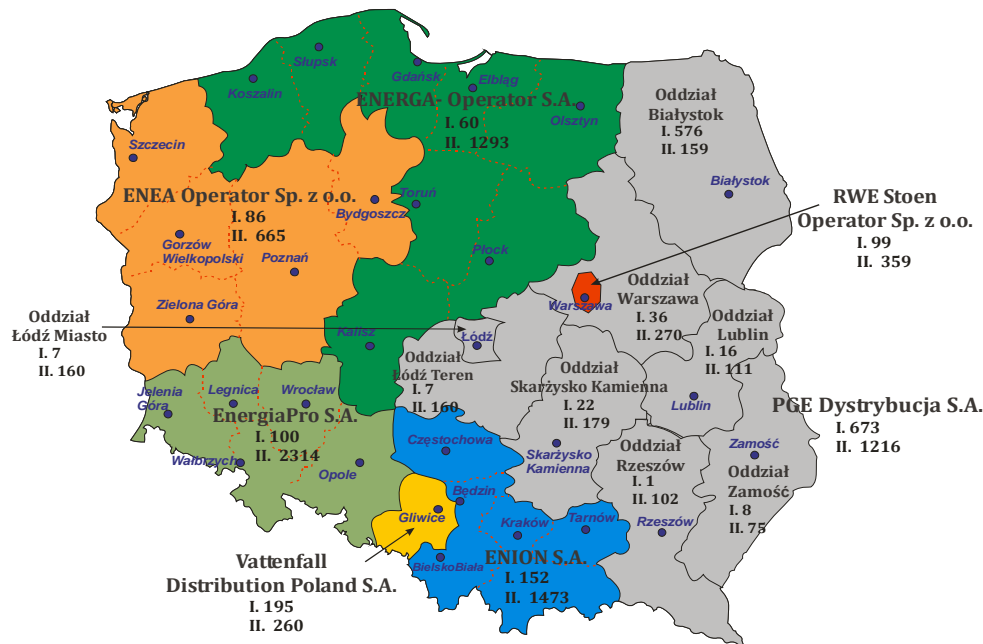 Słupsk
Gdańsk
Elbląg
Koszalin
ENERGA- Operator S.A.
I. 60
II. 1293
Olsztyn
Oddział
Białystok
I. 576
II. 159
Białystok
Szczecin
ENEA Operator Sp. z o.o.
I. 86
II. 665
Toruń
Bydgoszcz
Gorzów
Wielkopolski
Poznań
Płock
RWE Stoen
Operator Sp. z o.o.
I. 99
II. 359
Zielona Góra
Warszawa
Oddział
Warszawa
I. 36
II. 270
Oddział
Łódź Miasto
I. 7
II. 160
Kalisz
Łódź
Oddział
Lublin
I. 16
II. 111
Lublin
Oddział
Łódź Teren
I. 7
II. 160
Oddział
Skarżysko Kamienna
I. 22
II. 179
Skarżysko
Kamienna
PGE Dystrybucja S.A.
I. 673
II. 1216
Jelenia
Góra
Legnica
Wrocław
EnergiaPro S.A.
I. 100
II. 2314
Wałbrzych
Opole
Częstochowa
Oddział
Rzeszów
I. 1
II. 102
Rzeszów
Zamość
Oddział
Zamość
I. 8
II. 75
Będzin
Gliwice
Kraków
Tarnów
ENION S.A.
I. 152
II. 1473
BielskoBiała
Vattenfall
Distribution Poland S.A.
I. 195
II. 260